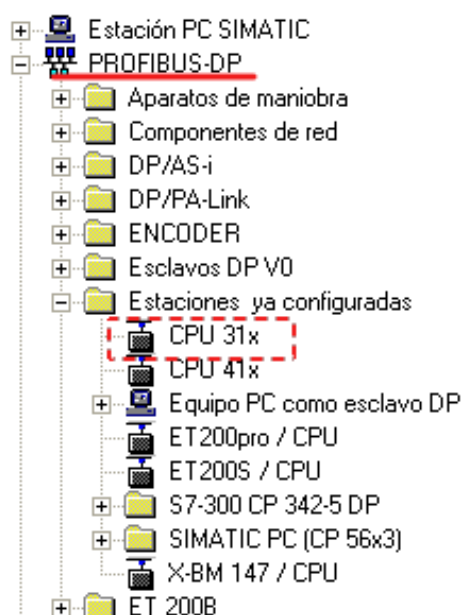 Estación PC SIMATIC
PROFIBUS-DP
Aparatos de maniobra
Componentes de red
DP/AS-i
DP/PA-Link
ENCODER
Esclavos DP V0
Estaciones ya configuradas
CPU 31x
CPU 41x
Equipo PC como esclavo DP
ET200pro / CPU
ET200S / CPU
S7-300 CP 342-5 DP
SIMATIC PC (CP 56x3)
X-BM 147 / CPU
ET 200B